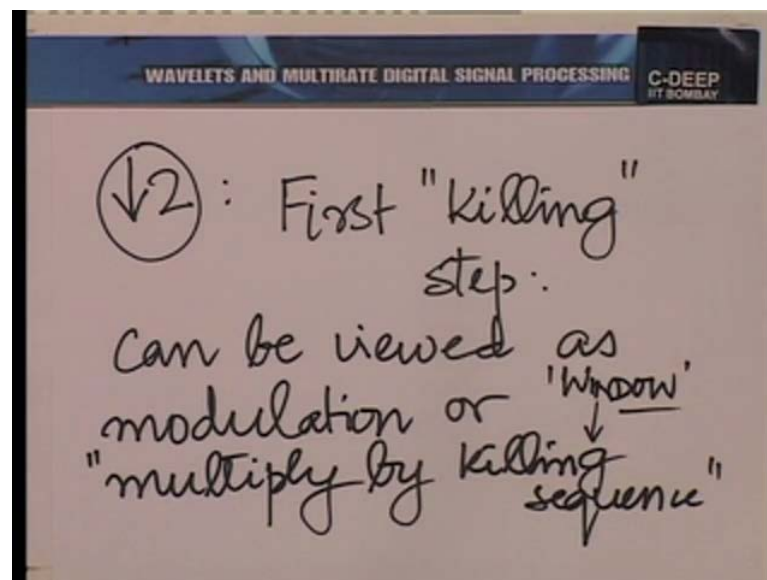 WAVELETS AND MULTIRATE DIGITAL SIGNAL PROCESSING
C-DEEP
IIT BOMBAY
↓2 : First "Killing"
step.
can be viewed as
modulation or 'WINDOW'
↓
"multiply by killing
sequence"